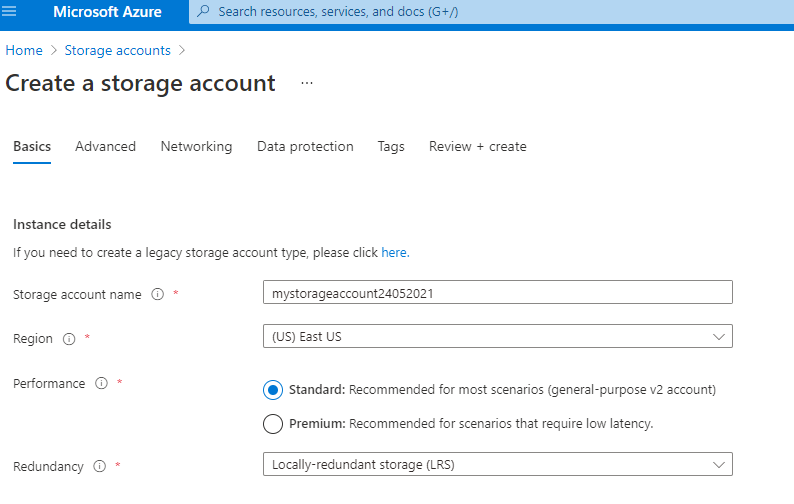 Microsoft Azure
Search resources, services, and docs (G+/)
Home > Storage accounts >
Create a storage account ...
Basics Advanced Networking Data protection Tags Review + create
Instance details
If you need to create a legacy storage account type, please click here.
Storage account name * mystorageaccount24052021
Region * (US) East US
Performance * Standard: Recommended for most scenarios (general-purpose v2 account)
Premium: Recommended for scenarios that require low latency.
Redundancy * Locally-redundant storage (LRS)